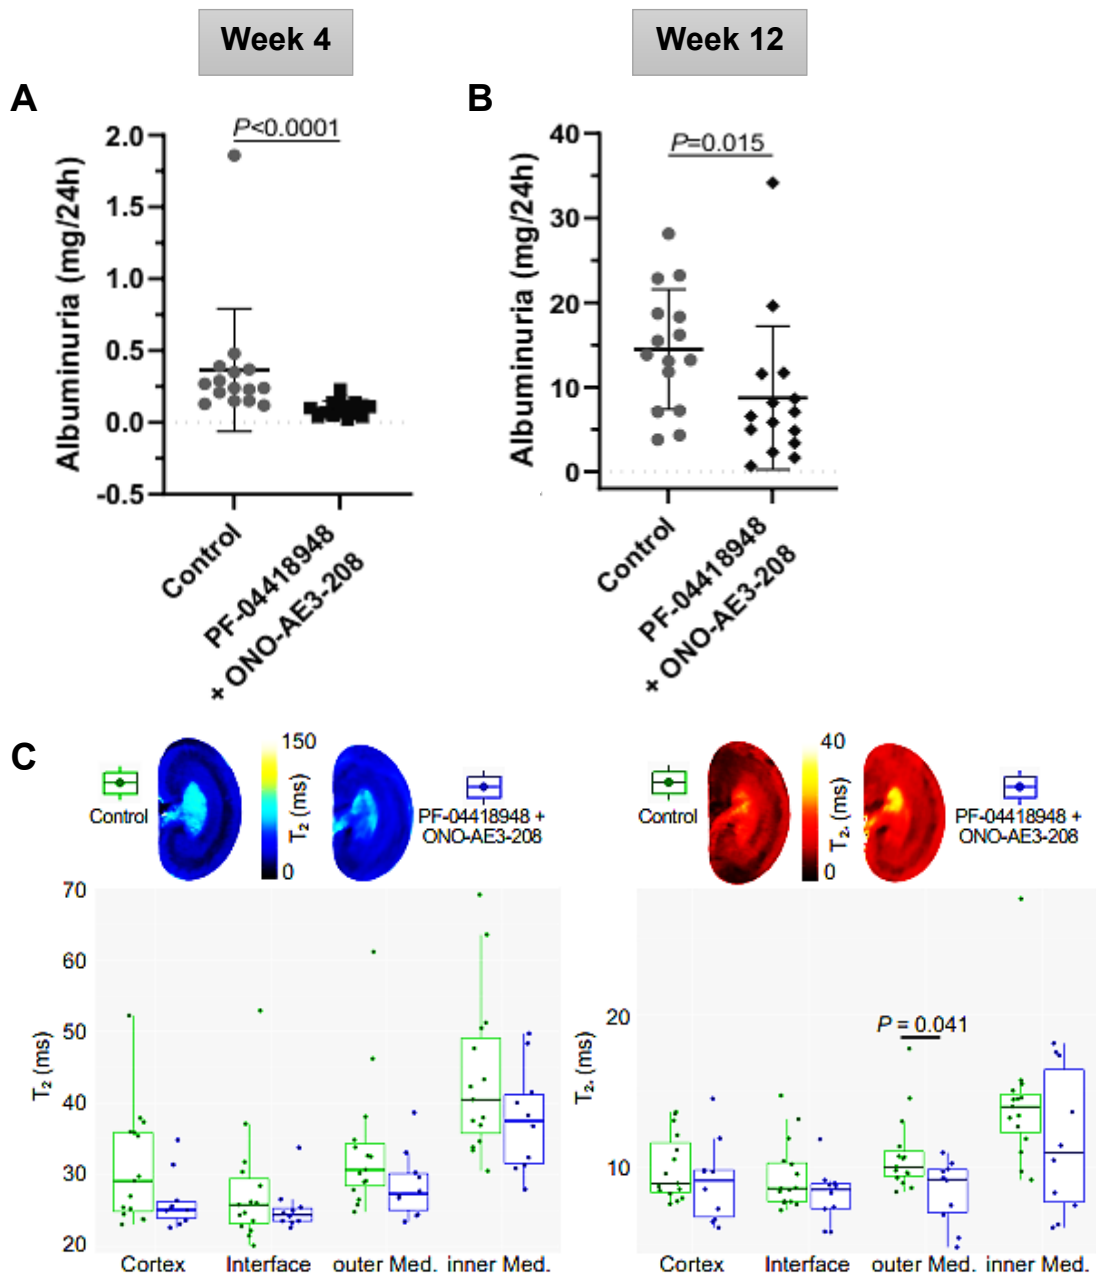 Week 4
Week 12
A
B
P<0.0001
P=0.015
Albuminuria (mg/24h)
2.0
1.5
1.0
0.5
0.0
-0.5
Control
PF-04418948
+ ONO-AE3-208
Albuminuria (mg/24h)
40
30
20
10
0
Control
PF-04418948
+ ONO-AE3-208
C
Control
150
T₂ (ms)
0
PF-04418948 +
ONO-AE3-208
Control
40
T₂* (ms)
0
PF-04418948 +
ONO-AE3-208
T₂ (ms)
70
60
50
40
30
20
Cortex Interface outer Med. inner Med.
T₂* (ms)
20
10
P = 0.041
Cortex Interface outer Med. inner Med.